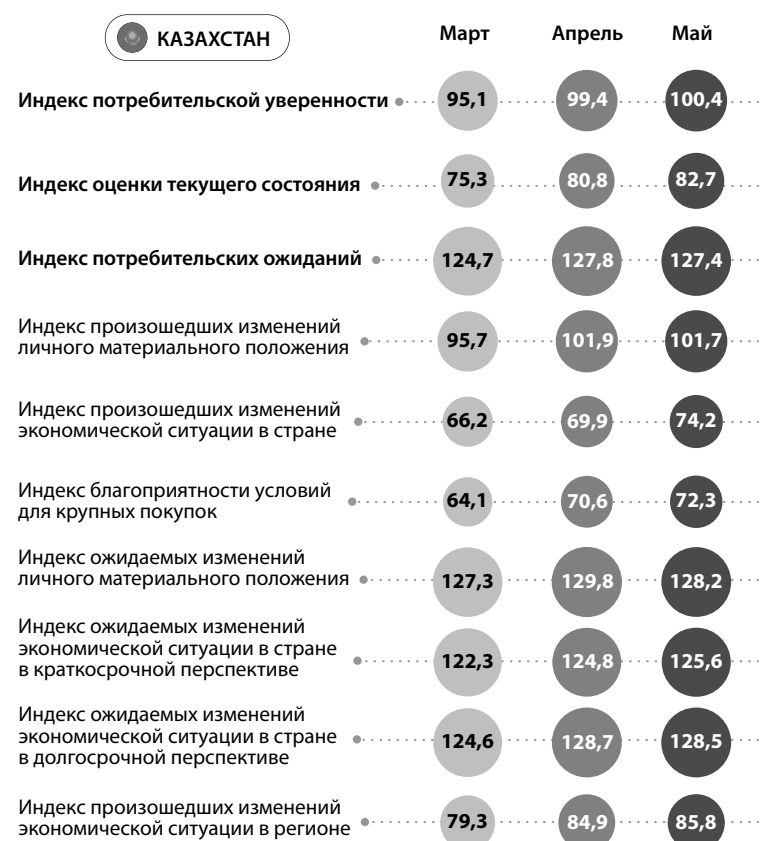 КАЗАХСТАН
Март Апрель Май
Индекс потребительской уверенности 95,1 99,4 100,4
Индекс оценки текущего состояния 75,3 80,8 82,7
Индекс потребительских ожиданий 124,7 127,8 127,4
Индекс произошедших изменений
личного материального положения 95,7 101,9 101,7
Индекс произошедших изменений
экономической ситуации в стране 66,2 69,9 74,2
Индекс благоприятности условий
для крупных покупок 64,1 70,6 72,3
Индекс ожидаемых изменений
личного материального положения 127,3 129,8 128,2
Индекс ожидаемых изменений
экономической ситуации в стране
в краткосрочной перспективе 122,3 124,8 125,6
Индекс ожидаемых изменений
экономической ситуации в стране
в долгосрочной перспективе 124,6 128,7 128,5
Индекс произошедших изменений
экономической ситуации в регионе 79,3 84,9 85,8